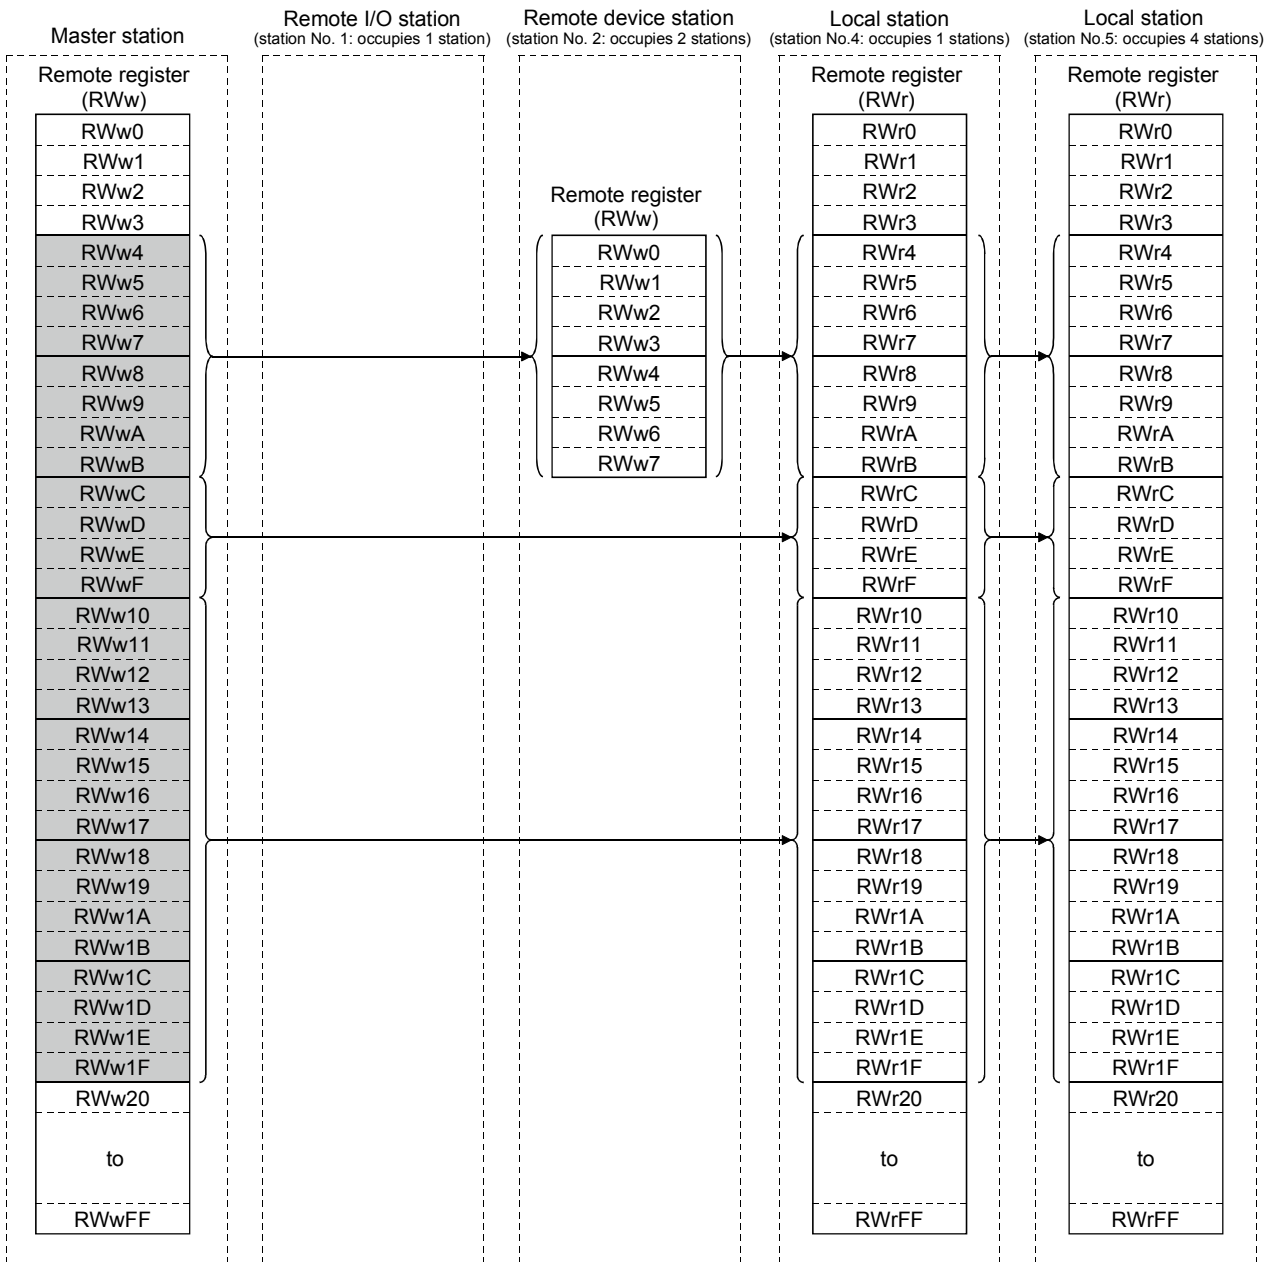 Master station
Remote I/O station
(station No. 1: occupies 1 station)
Remote device station
(station No. 2: occupies 2 stations)
Local station
(station No.4: occupies 1 stations)
Local station
(station No.5: occupies 4 stations)
Remote register
(RWw)
RWw0
RWw1
RWw2
RWw3
RWw4
RWw5
RWw6
RWw7
RWw8
RWw9
RWwA
RWwB
RWwC
RWwD
RWwE
RWwF
RWw10
RWw11
RWw12
RWw13
RWw14
RWw15
RWw16
RWw17
RWw18
RWw19
RWw1A
RWw1B
RWw1C
RWw1D
RWw1E
RWw1F
RWw20
to
RWwFF
Remote register
(RWw)
RWw0
RWw1
RWw2
RWw3
RWw4
RWw5
RWw6
RWw7
Remote register
(RWr)
RWr0
RWr1
RWr2
RWr3
RWr4
RWr5
RWr6
RWr7
RWr8
RWr9
RWrA
RWrB
RWrC
RWrD
RWrE
RWrF
RWr10
RWr11
RWr12
RWr13
RWr14
RWr15
RWr16
RWr17
RWr18
RWr19
RWr1A
RWr1B
RWr1C
RWr1D
RWr1E
RWr1F
RWr20
to
RWrFF
Remote register
(RWr)
RWr0
RWr1
RWr2
RWr3
RWr4
RWr5
RWr6
RWr7
RWr8
RWr9
RWrA
RWrB
RWrC
RWrD
RWrE
RWrF
RWr10
RWr11
RWr12
RWr13
RWr14
RWr15
RWr16
RWr17
RWr18
RWr19
RWr1A
RWr1B
RWr1C
RWr1D
RWr1E
RWr1F
RWr20
to
RWrFF